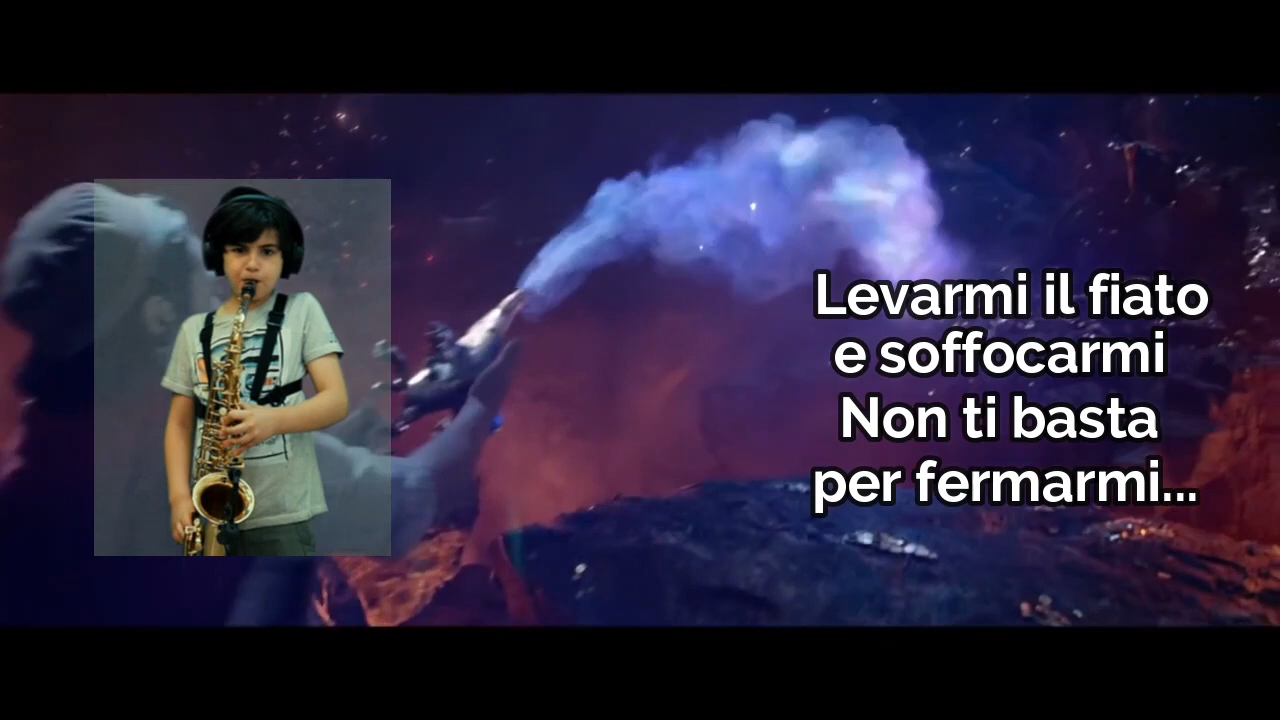 Levarmi il fiato
e soffocarmi
Non ti basta
per fermarmi...